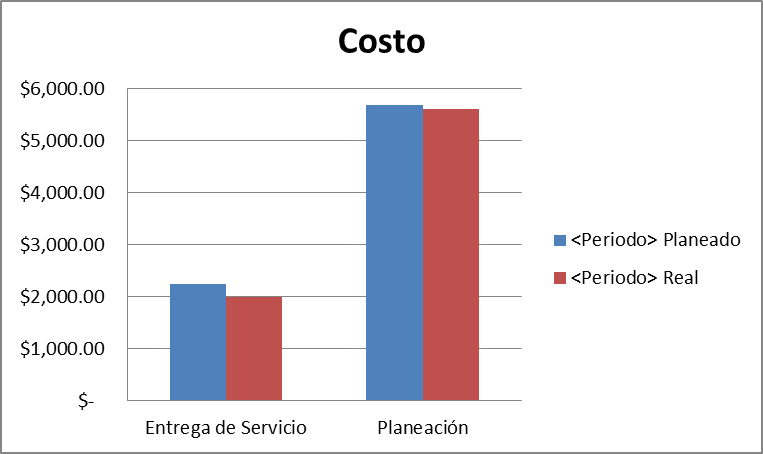 Costo
$6,000.00
$5,000.00
$4,000.00
$3,000.00
$2,000.00
$1,000.00
$-
Entrega de Servicio
Planeación
<Periodo> Planeado
<Periodo> Real